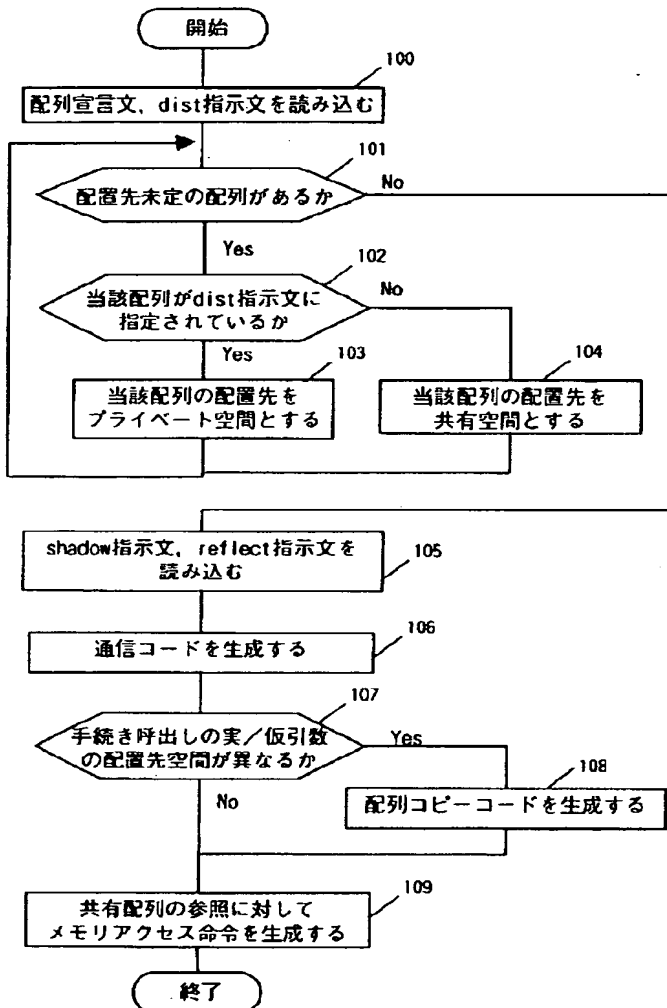 開始
100
配列宣言文、dist指示文を読み込む
101
配置先未定の配列があるか
No
Yes
102
当該配列がdist指示文に
指定されているか
No
Yes
103
当該配列の配置先を
プライベート空間とする
104
当該配列の配置先を
共有空間とする
shadow指示文、reflect指示文を
読み込む
105
106
通信コードを生成する
107
手続き呼出しの実/仮引数
の配置先空間が異なるか
Yes
No
108
配列コピーコードを生成する
109
共有配列の参照に対して
メモリアクセス命令を生成する
終了